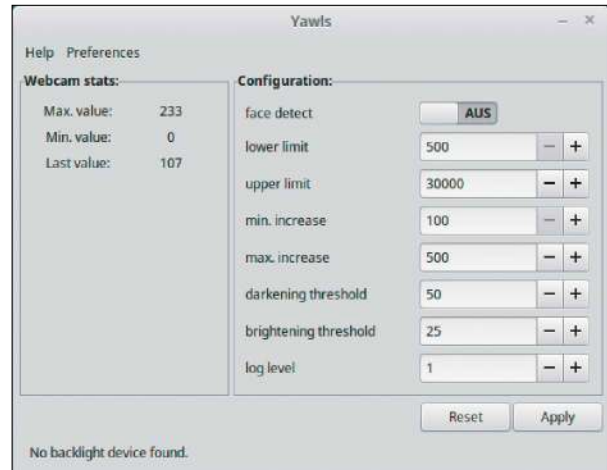 Yawls
Help Preferences
Webcam stats:
Max. value: 233
Min. value: 0
Last value: 107
Configuration:
face detect AUS
lower limit 500 − +
upper limit 30000 − +
min. increase 100 − +
max. increase 500 − +
darkening threshold 50 − +
brightening threshold 25 − +
log level 1 − +
Reset Apply
No backlight device found.